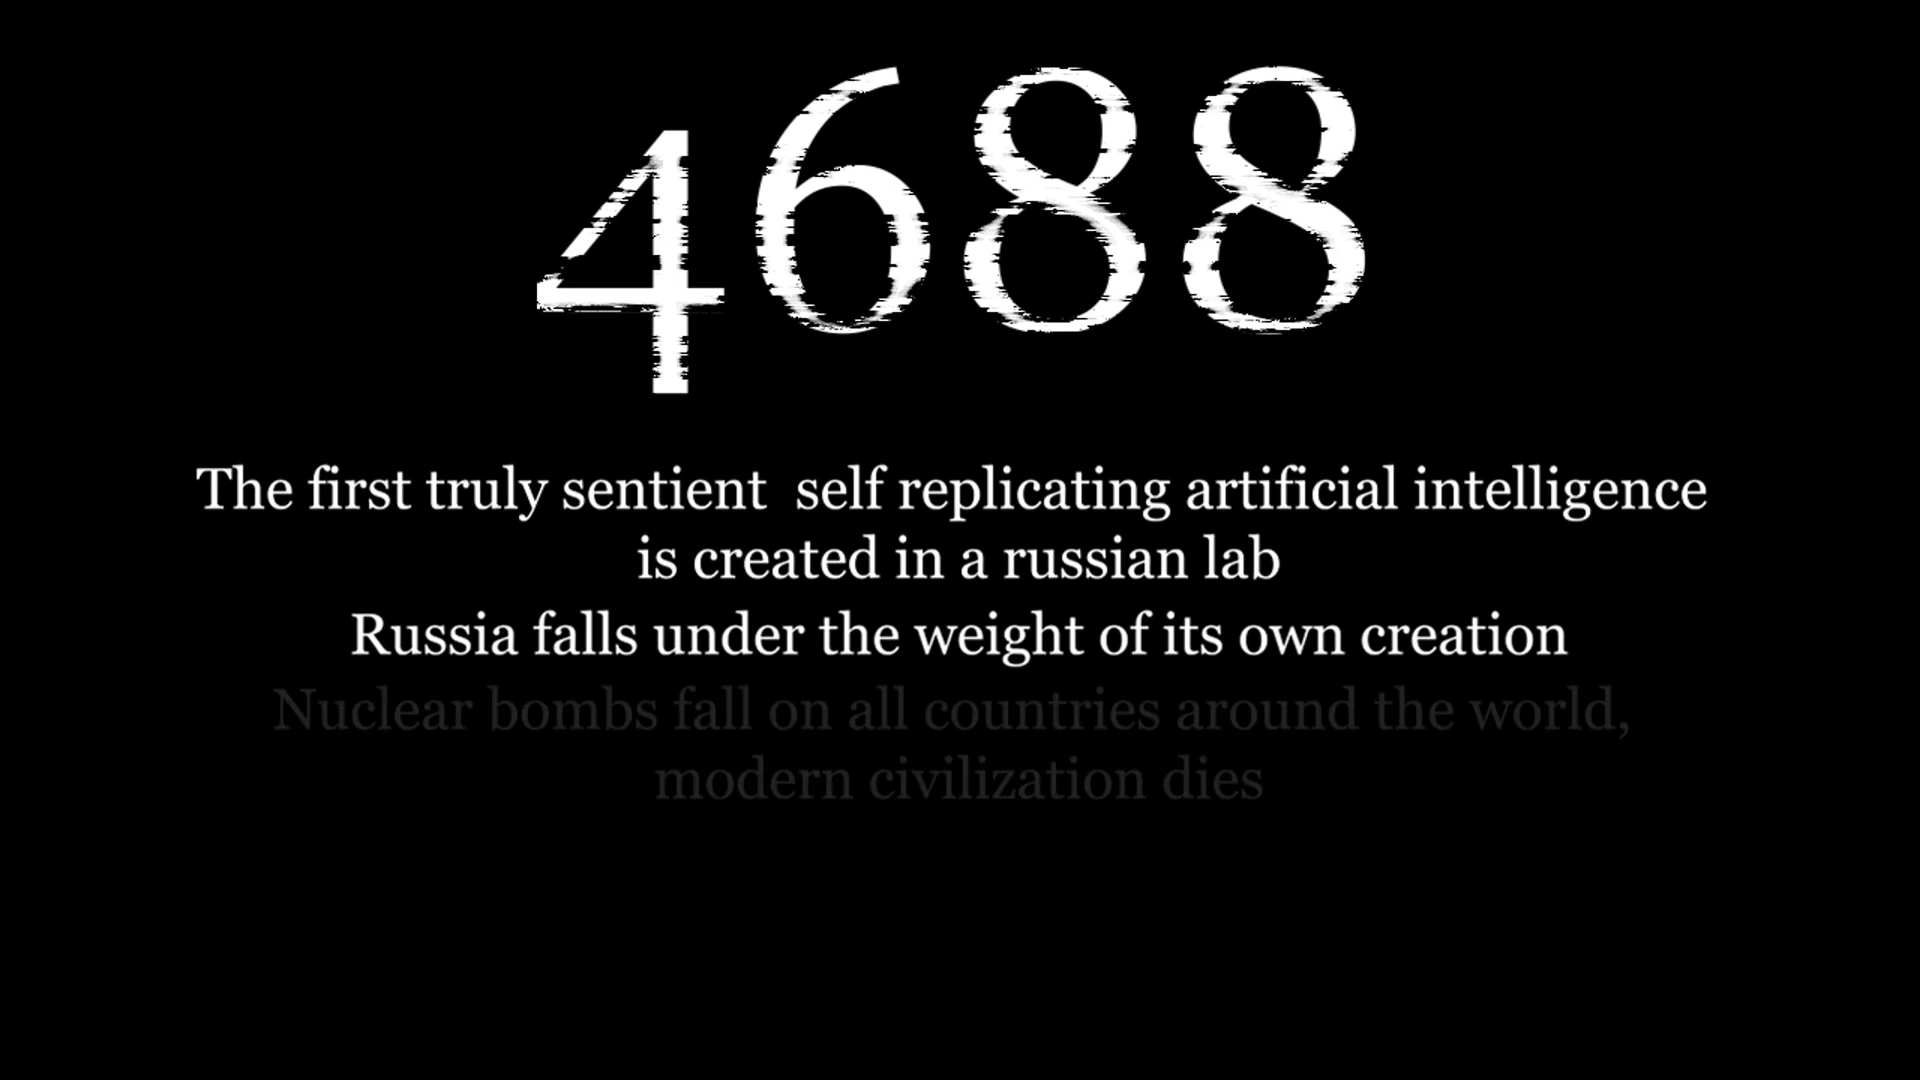 4688
The first truly sentient  self replicating artificial intelligence
is created in a russian lab
Russia falls under the weight of its own creation
Nuclear bombs fall on all countries around the world,
modern civilization dies